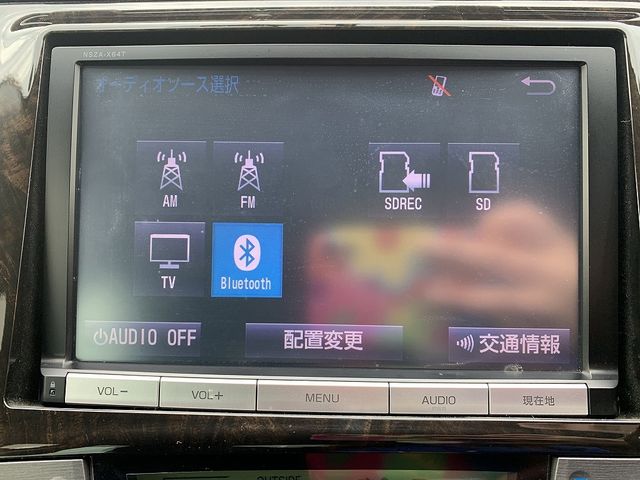 NSZA-X64T
オーディオソース選択
AM
FM
SDREC
SD
TV
Bluetooth
AUDIO OFF
配置変更
交通情報
VOL−
VOL+
MENU
AUDIO
現在地
OUTSIDE